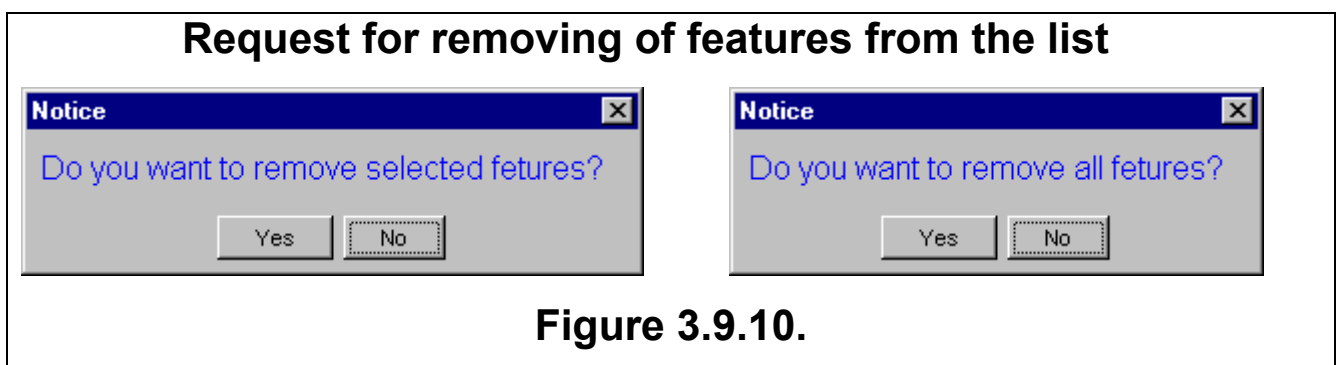 Request for removing of features from the list
Notice
Do you want to remove selected fetures?
Yes No
Notice
Do you want to remove all fetures?
Yes No
Figure 3.9.10.